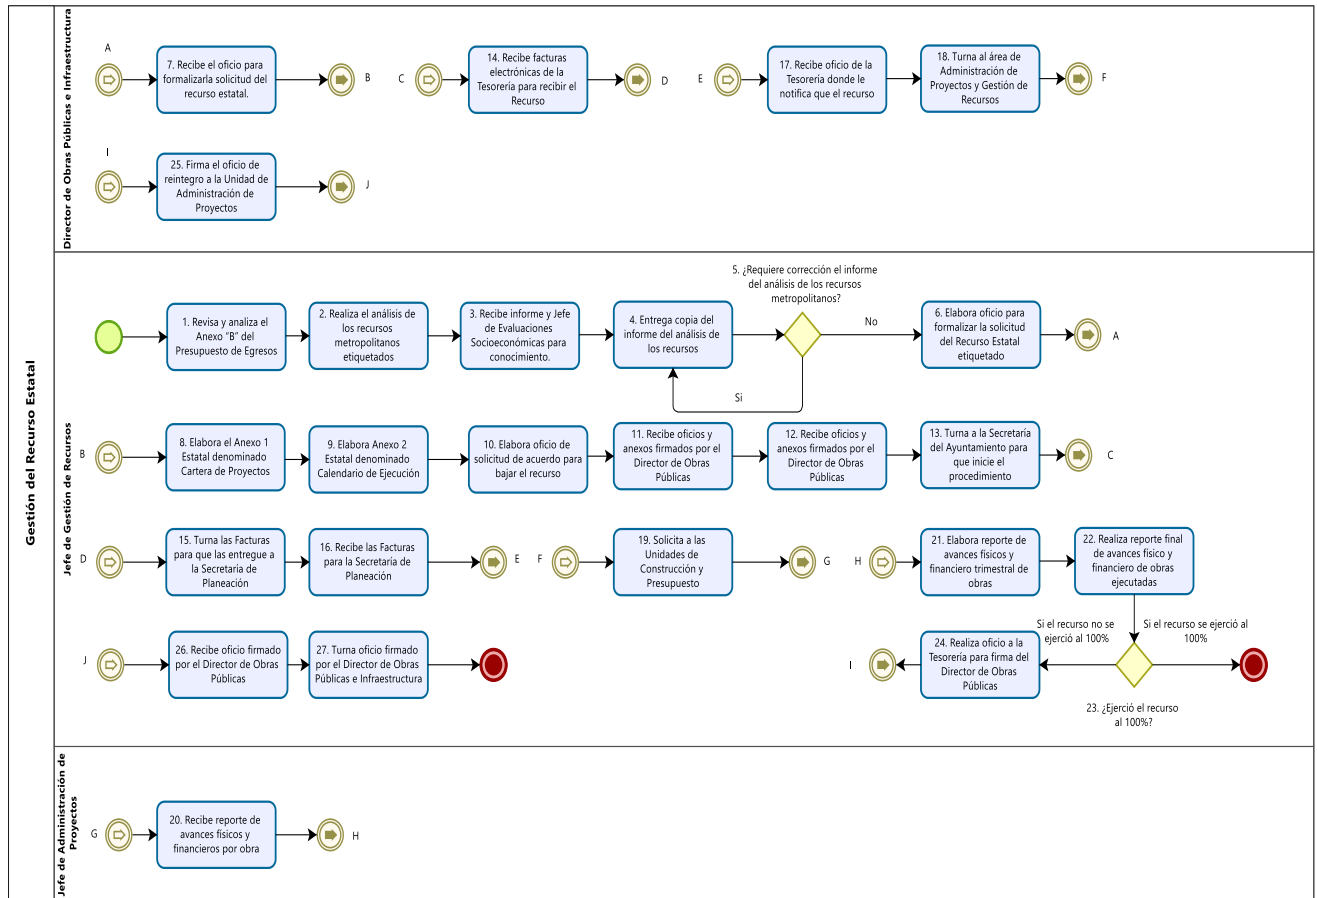 Gestión del Recurso Estatal
Director de Obras Públicas e Infraestructura
A
7. Recibe el oficio para
formalizarla solicitud del
recurso estatal.
B
C
14. Recibe facturas
electrónicas de la
Tesorería para recibir el
Recurso
D
E
17. Recibe oficio de la
Tesorería donde le
notifica que el recurso
18. Turna al área de
Administración de
Proyectos y Gestión de
Recursos
F
I
25. Firma el oficio de
reintegro a la Unidad de
Administración de
Proyectos
J
Jefe de Gestión de Recursos
1. Revisa y analiza el
Anexo “B” del
Presupuesto de Egresos
2. Realiza el análisis de
los recursos
metropolitanos
etiquetados
3. Recibe informe y Jefe
de Evaluaciones
Socioeconómicas para
conocimiento.
4. Entrega copia del
informe del análisis de
los recursos
5. ¿Requiere corrección el informe
del análisis de los recursos
metropolitanos?
No
Si
6. Elabora oficio para
formalizar la solicitud
del Recurso Estatal
etiquetado
A
B
8. Elabora el Anexo 1
Estatal denominado
Cartera de Proyectos
9. Elabora Anexo 2
Estatal denominado
Calendario de Ejecución
10. Elabora oficio de
solicitud de acuerdo para
bajar el recurso
11. Recibe oficios y
anexos firmados por el
Director de Obras
Públicas
12. Recibe oficios y
anexos firmados por el
Director de Obras
Públicas
13. Turna a la Secretaría
del Ayuntamiento para
que inicie el
procedimiento
C
D
15. Turna las Facturas
para que las entregue a
la Secretaría de
Planeación
16. Recibe las Facturas
para la Secretaría de
Planeación
E
F
19. Solicita a las
Unidades de
Construcción y
Presupuesto
G
H
21. Elabora reporte de
avances físicos y
financiero trimestral de
obras
22. Realiza reporte final
de avances físico y
financiero de obras
ejecutadas
J
26. Recibe oficio firmado
por el Director de Obras
Públicas
27. Turna oficio firmado
por el Director de Obras
Públicas e Infraestructura
I
24. Realiza oficio a la
Tesorería para firma del
Director de Obras
Públicas
Si el recurso no se
ejerció al 100%
Si el recurso se ejerció al
100%
23. ¿Ejerció el recurso
al 100%?
Jefe de Administración de
Proyectos
G
20. Recibe reporte de
avances físicos y
financieros por obra
H